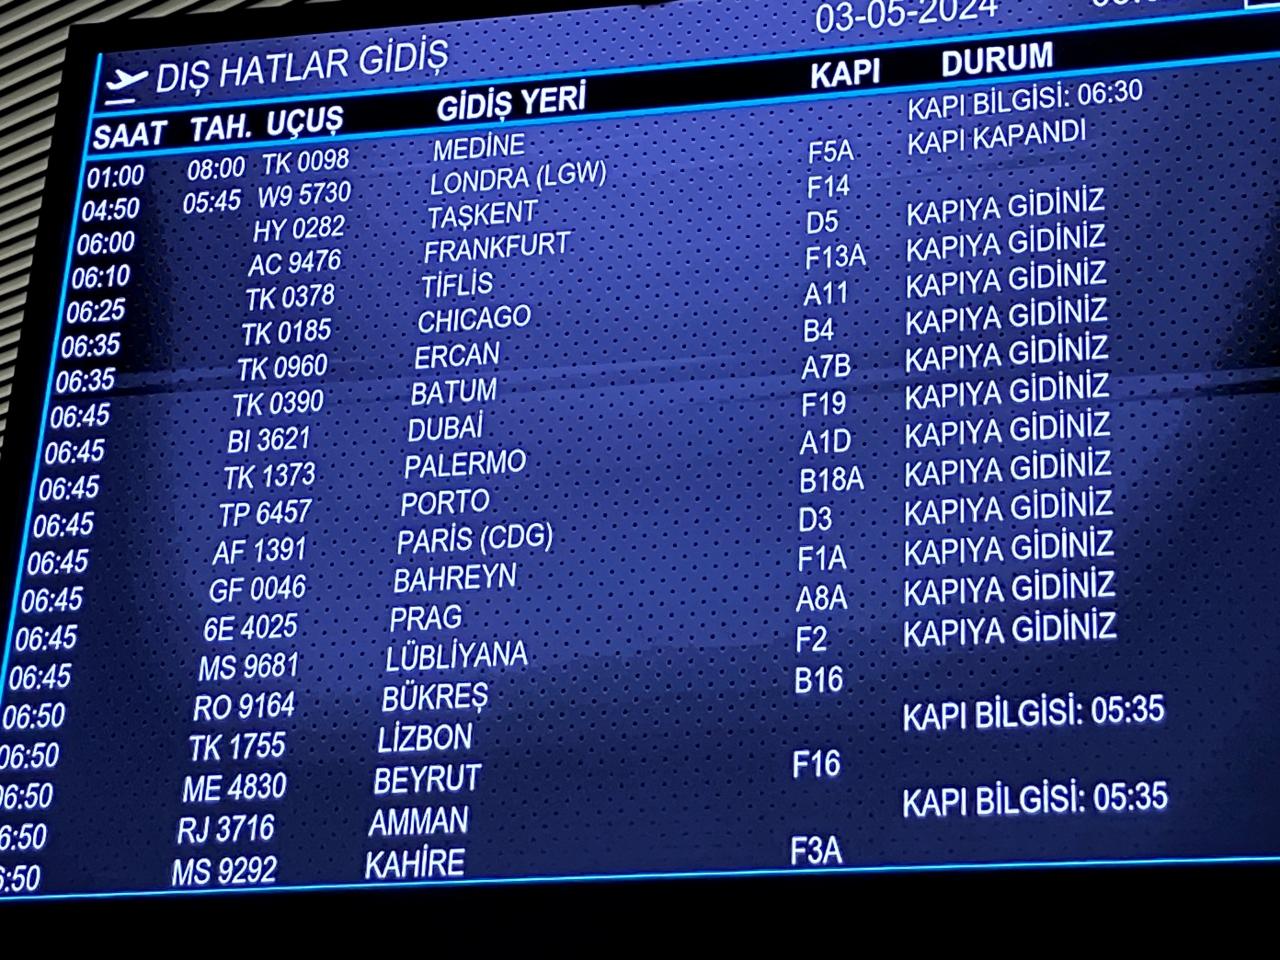 DIŞ HATLAR GİDİŞ 03-05-2024
SAAT TAH. UÇUŞ GİDİŞ YERİ KAPI DURUM
01:00 08:00 TK 0098 MEDİNE KAPI BİLGİSİ: 06:30
04:50 05:45 W9 5730 LONDRA (LGW) F5A KAPI KAPANDI
06:00 HY 0282 TAŞKENT F14
06:10 AC 9476 FRANKFURT D5 KAPIYA GİDİNİZ
06:25 TK 0378 TİFLİS F13A KAPIYA GİDİNİZ
06:35 TK 0185 CHICAGO A11 KAPIYA GİDİNİZ
06:35 TK 0960 ERCAN B4 KAPIYA GİDİNİZ
06:45 TK 0390 BATUM A7B KAPIYA GİDİNİZ
06:45 BI 3621 DUBAİ F19 KAPIYA GİDİNİZ
06:45 TK 1373 PALERMO A1D KAPIYA GİDİNİZ
06:45 TP 6457 PORTO B18A KAPIYA GİDİNİZ
06:45 AF 1391 PARİS (CDG) D3 KAPIYA GİDİNİZ
06:45 GF 0046 BAHREYN F1A KAPIYA GİDİNİZ
06:45 6E 4025 PRAG A8A KAPIYA GİDİNİZ
06:45 MS 9681 LÜBLİYANA F2 KAPIYA GİDİNİZ
06:50 RO 9164 BÜKREŞ B16
06:50 TK 1755 LİZBON KAPI BİLGİSİ: 05:35
06:50 ME 4830 BEYRUT F16
6:50 RJ 3716 AMMAN KAPI BİLGİSİ: 05:35
:50 MS 9292 KAHİRE F3A